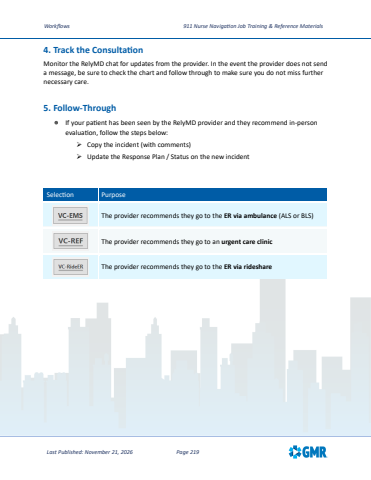 Workflows 911 Nurse Navigation Job Training & Reference Materials
4. Track the Consultation
Monitor the RelyMD chat for updates from the provider. In the event the provider does not send
a message, be sure to check the chart and follow through to make sure you do not miss further
necessary care.
5. Follow-Through
● If your patient has been seen by the RelyMD provider and they recommend in-person
evaluation, follow the steps below:
➢ Copy the incident (with comments)
➢ Update the Response Plan / Status on the new incident
Selection Purpose
VC-EMS The provider recommends they go to the ER via ambulance (ALS or BLS)
VC-REF The provider recommends they go to an urgent care clinic
VC-RideER The provider recommends they go to the ER via rideshare
Last Published: November 21, 2026 Page 219 GMR